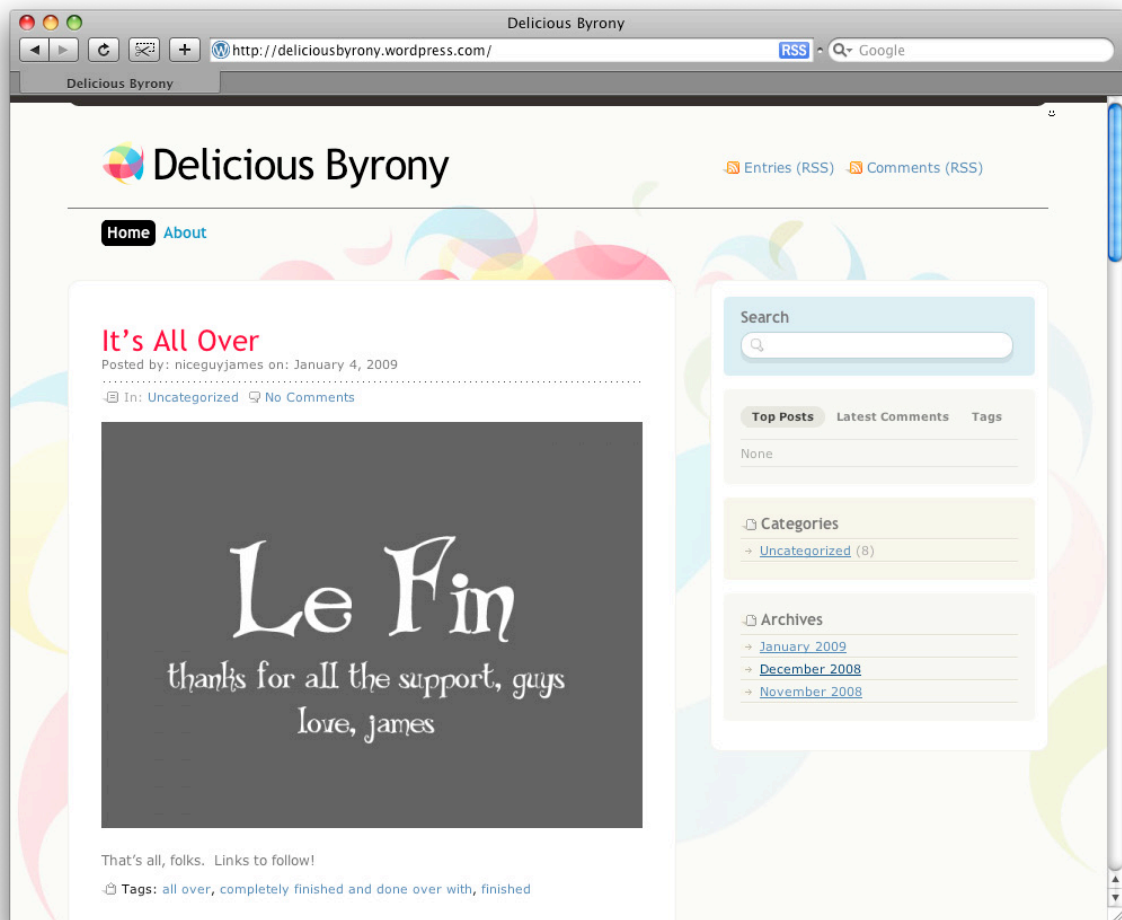 Delicious Byrony
http://deliciousbyrony.wordpress.com/ RSS Google
Delicious Byrony
Delicious Byrony
Entries (RSS) Comments (RSS)
Home About
It's All Over
Posted by: niceguyjames on: January 4, 2009
In: Uncategorized No Comments
Le Fin
thanks for all the support, guys
love, james
That's all, folks. Links to follow!
Tags: all over, completely finished and done over with, finished
Search
Top Posts Latest Comments Tags
None
Categories
Uncategorized (8)
Archives
January 2009
December 2008
November 2008